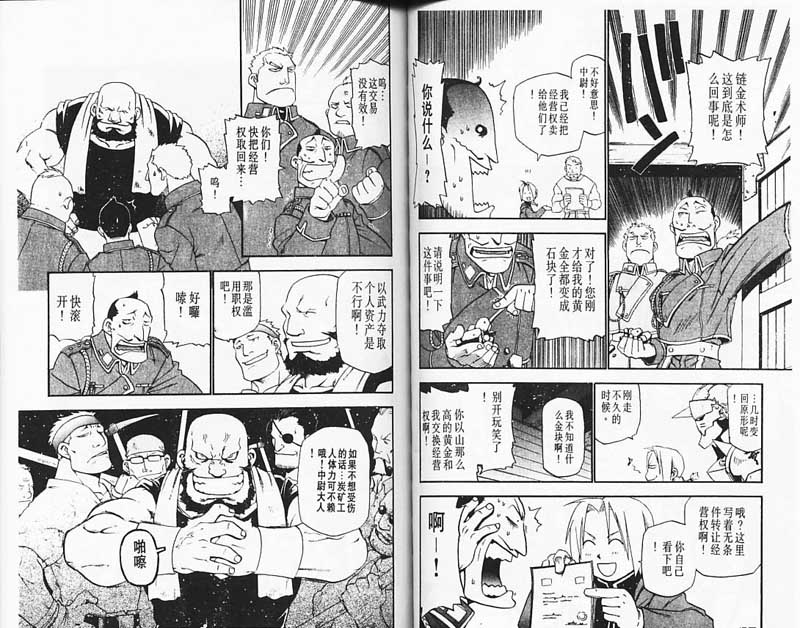 链金术师！
这到底是怎
么回事呢！
不好意思！
中尉！
我己经把
经营权卖
给他们了
你说什么
！？
对了！您刚
才给我的黄
金全都变成
石块了！
请说明一下
这件事吧！
…几时变
回原形呢？
刚走
不久的
时候。
我不知道什
么金块啊！
别开玩笑了
！
你以山那么
高的黄金和
我交换经营
权啊！
哦？这里
写着无条
件转让经
营权啊！
你自己
看下吧
！
啊！
呜…
这交易
没有效！
你们！
快把经营
权取回来…
呜！
以武力夺取
个人资产是
不行啊！
那是滥
用职权
吧！
好囉
嗦！
快滚
开！
如果不想受伤
的话…炭矿工
人体力可不赖
哦！中尉大人
！
啪嚓